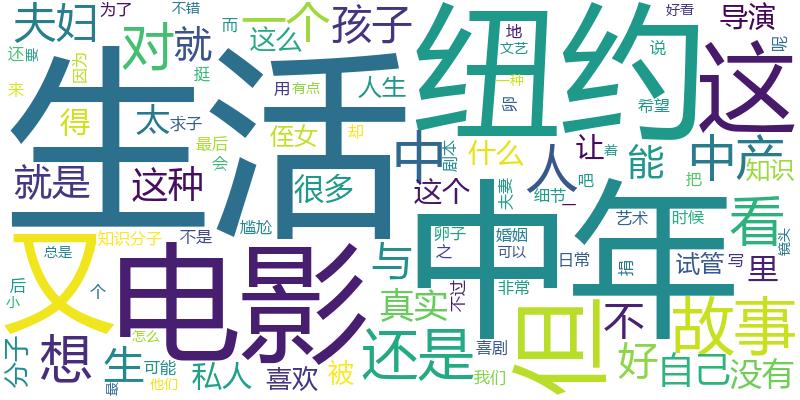 夫妇
为了
不错
而
一个
孩子
好看
导演
对
就
这么
地
文艺
说
呢
还
要
因为
挺
纽约
这
来
生活
用
有点
人生
一种
卵
希望
得
太
求子
最后
会
侄女
却
中
剧本
什么
让
着
能
中产
知识
就是
这种
很多
这个
人
吧
把
夫妻
细节
一
中年
看
又
知识分子
不是
尴尬
卵子
之
婚姻
可以
艺术
时候
镜头
总是
电影
与
日常
捐
试管
写
里
后
小
个
真实
不过
非常
但
不
故事
分子
想
怎么
生
最
可能
他们
私人
喜欢
被
还是
喜剧
我们
好
自己
没有